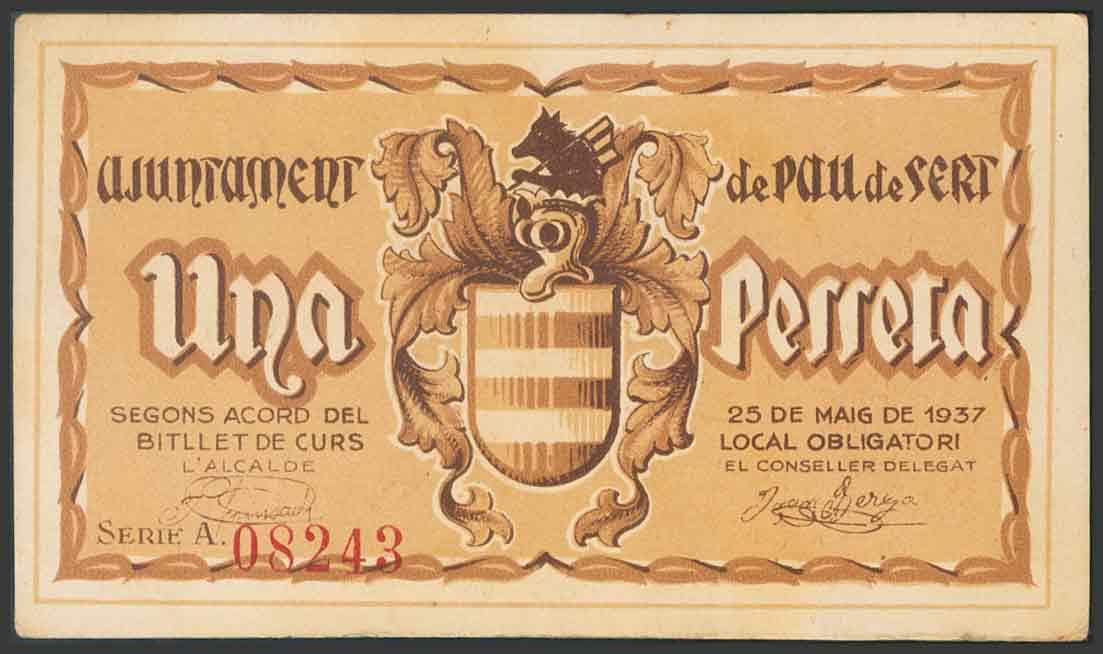 AJUNTAMENT de PAU de SERT
Una Pesseta
SEGONS ACORD DEL 25 DE MAIG DE 1937
BITLLET DE CURS LOCAL OBLIGATORI
L'ALCALDE EL CONSELLER DELEGAT
SERIE A. 08243